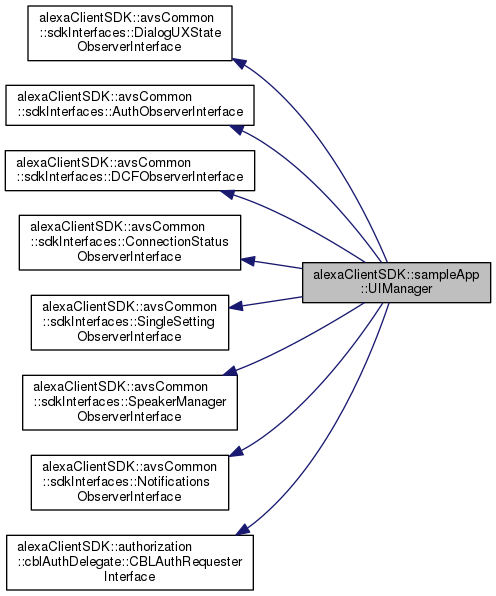 alexaClientSDK::avsCommon
::sdkInterfaces::DialogUXState
ObserverInterface
alexaClientSDK::avsCommon
::sdkInterfaces::AuthObserverInterface
alexaClientSDK::avsCommon
::sdkInterfaces::DCFObserverInterface
alexaClientSDK::avsCommon
::sdkInterfaces::ConnectionStatus
ObserverInterface
alexaClientSDK::sampleApp
::UIManager
alexaClientSDK::avsCommon
::sdkInterfaces::SingleSetting
ObserverInterface
alexaClientSDK::avsCommon
::sdkInterfaces::SpeakerManager
ObserverInterface
alexaClientSDK::avsCommon
::sdkInterfaces::Notifications
ObserverInterface
alexaClientSDK::authorization
::cblAuthDelegate::CBLAuthRequester
Interface